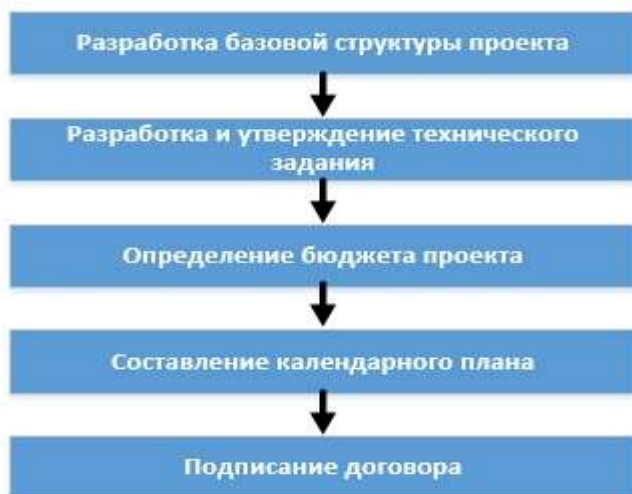 Разработка базовой структуры проекта
Разработка и утверждение технического
задания
Определение бюджета проекта
Составление календарного плана
Подписание договора